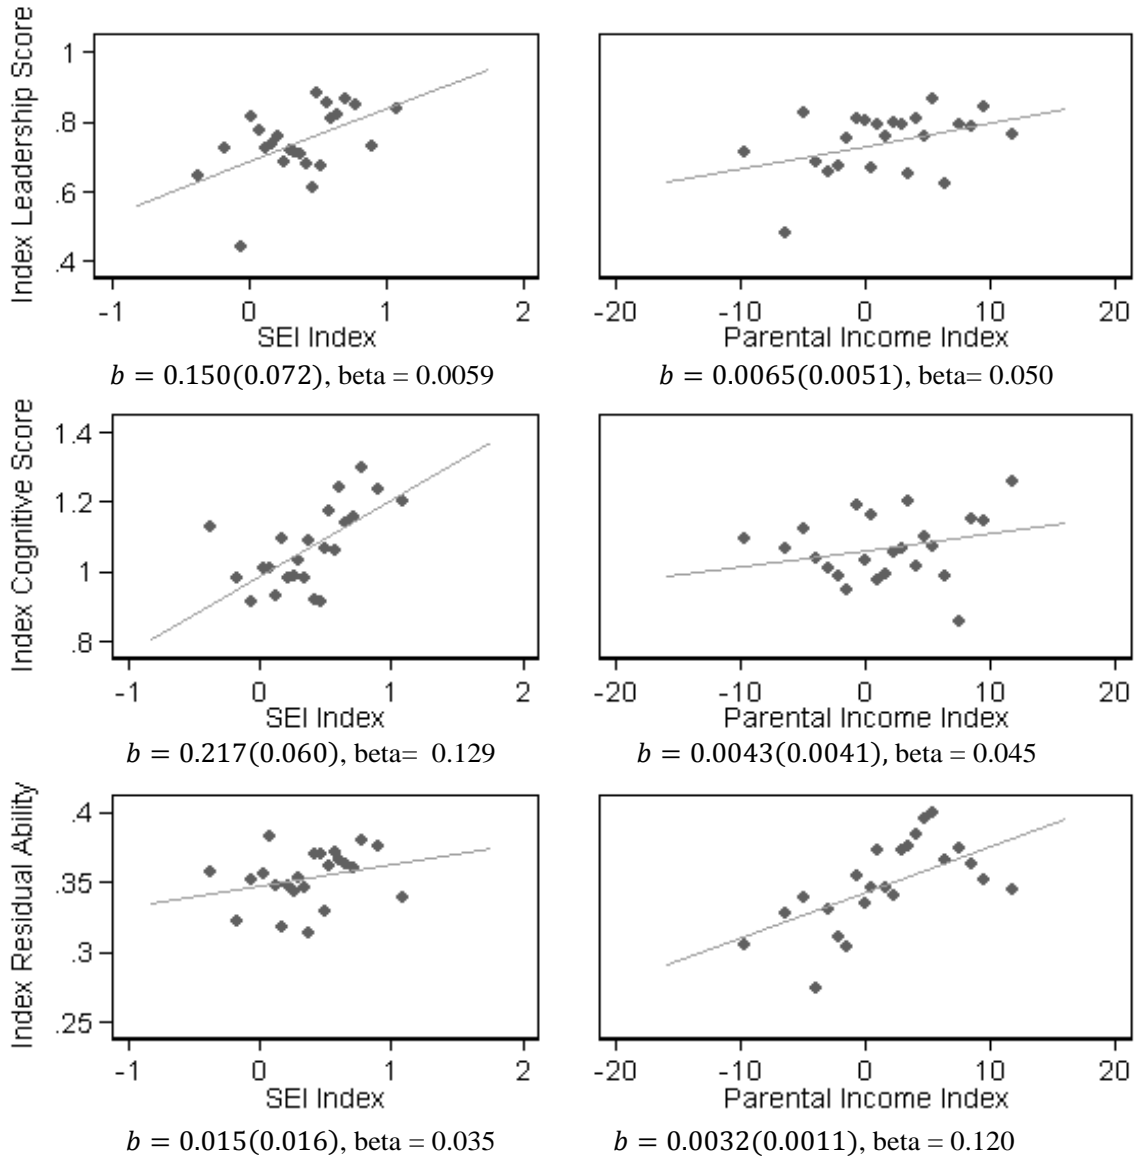 Index Leadership Score
1
.8
.6
.4
-1 0 1 2
SEI Index
b = 0.150(0.072), beta = 0.0059
-20 -10 0 10 20
Parental Income Index
b = 0.0065(0.0051), beta= 0.050
Index Cognitive Score
1.4
1.2
1
.8
-1 0 1 2
SEI Index
b = 0.217(0.060), beta= 0.129
-20 -10 0 10 20
Parental Income Index
b = 0.0043(0.0041), beta = 0.045
Index Residual Ability
.4
.35
.3
.25
-1 0 1 2
SEI Index
b = 0.015(0.016), beta = 0.035
-20 -10 0 10 20
Parental Income Index
b = 0.0032(0.0011), beta = 0.120